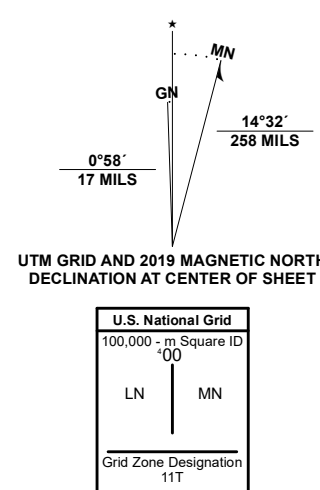 ★
MN
GN
14°32´
258 MILS
0°58´
17 MILS
UTM GRID AND 2019 MAGNETIC NORTH
DECLINATION AT CENTER OF SHEET
U.S. National Grid
100,000 - m Square ID
⁴00
LN MN
Grid Zone Designation
11T